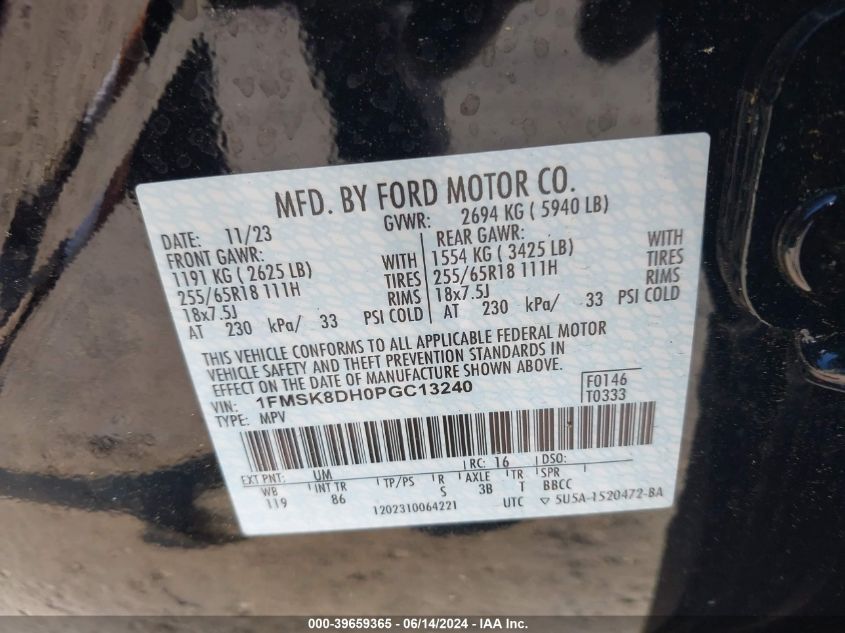 MFD. BY FORD MOTOR CO.
DATE: 11/23 GVWR: 2694 KG ( 5940 LB)
FRONT GAWR: REAR GAWR:
1191 KG ( 2625 LB) WITH 1554 KG ( 3425 LB) WITH
255/65R18 111H TIRES 255/65R18 111H TIRES
18x7.5J RIMS 18x7.5J RIMS
AT 230 kPa/ 33 PSI COLD AT 230 kPa/ 33 PSI COLD
THIS VEHICLE CONFORMS TO ALL APPLICABLE FEDERAL MOTOR
VEHICLE SAFETY AND THEFT PREVENTION STANDARDS IN
EFFECT ON THE DATE OF MANUFACTURE SHOWN ABOVE.
VIN: 1FMSK8DH0PGC13240 F0146
TYPE: MPV T0333
EXT PNT: UM RC: 16 DSO:
WB INT TR TP/PS R AXLE TR SPR
119 86 S 3B T BBCC
1202310064221 UTC ▽ 5U5A-1520472-BA
000-39659365 - 06/14/2024 - IAA Inc.